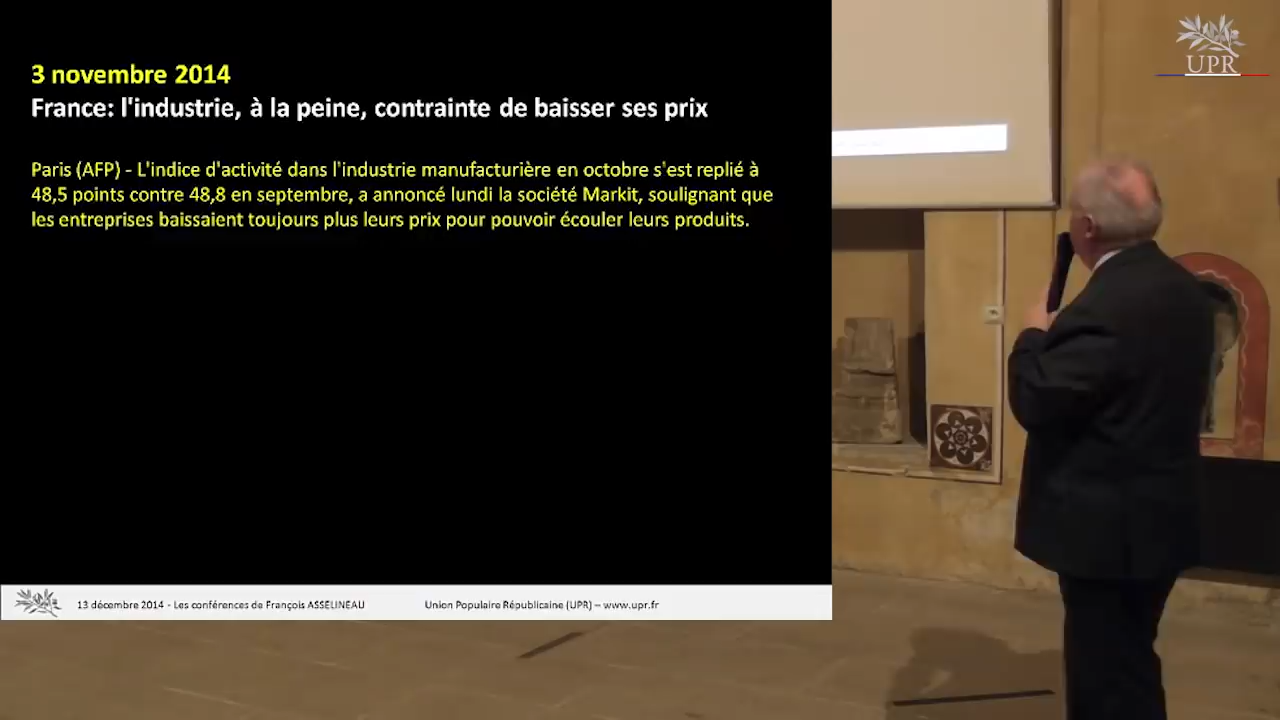 3 novembre 2014
France: l'industrie, à la peine, contrainte de baisser ses prix
Paris (AFP) - L'indice d'activité dans l'industrie manufacturière en octobre s'est replié à
48,5 points contre 48,8 en septembre, a annoncé lundi la société Markit, soulignant que
les entreprises baissaient toujours plus leurs prix pour pouvoir écouler leurs produits.
13 décembre 2014 - Les conférences de François ASSELINEAU
Union Populaire Républicaine (UPR) – www.upr.fr
UPR